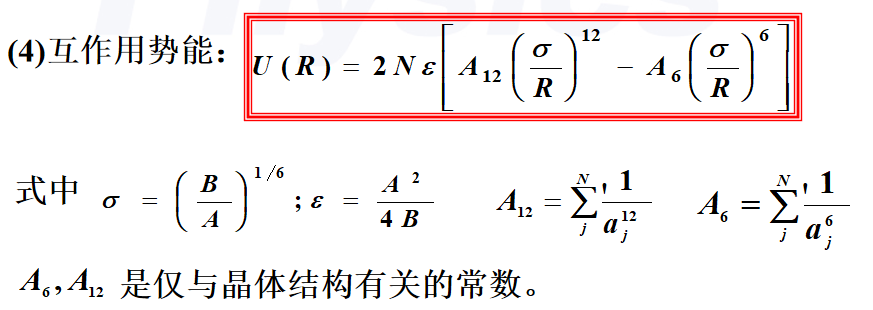 (4)互作用势能： U(R) = 2Nε[A₁₂(σ/R)¹² − A₆(σ/R)⁶]
式中 σ = (B/A)^{1/6}; ε = A²/4B A₁₂ = ∑_j^N ' 1/a_j^{12} A₆ = ∑_j^N ' 1/a_j^6
A₆, A₁₂ 是仅与晶体结构有关的常数。